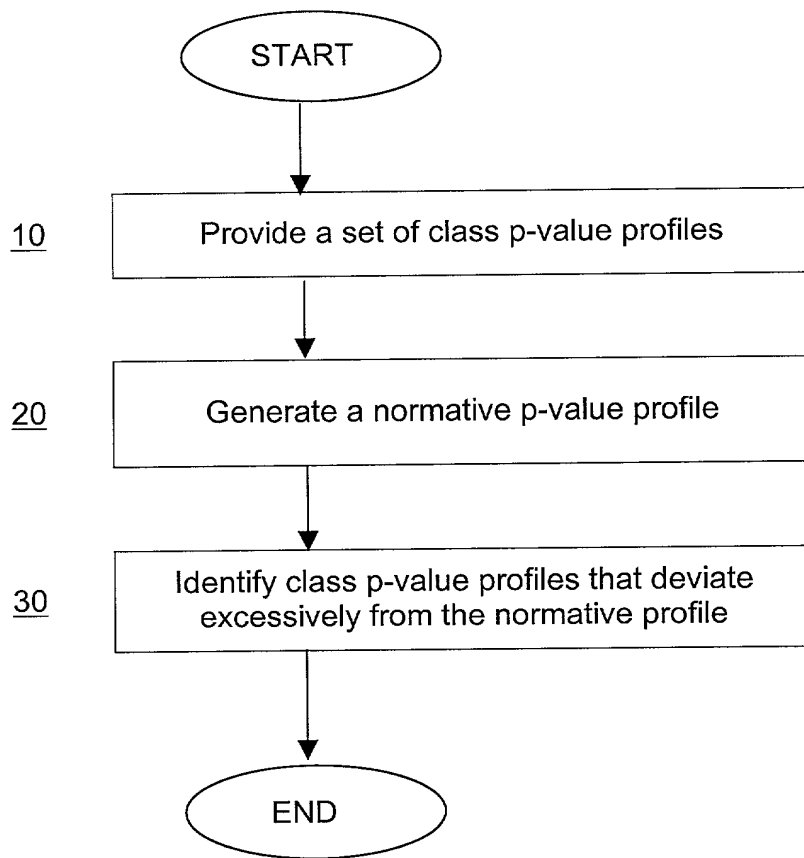 START
10
Provide a set of class p-value profiles
20
Generate a normative p-value profile
30
Identify class p-value profiles that deviate
excessively from the normative profile
END